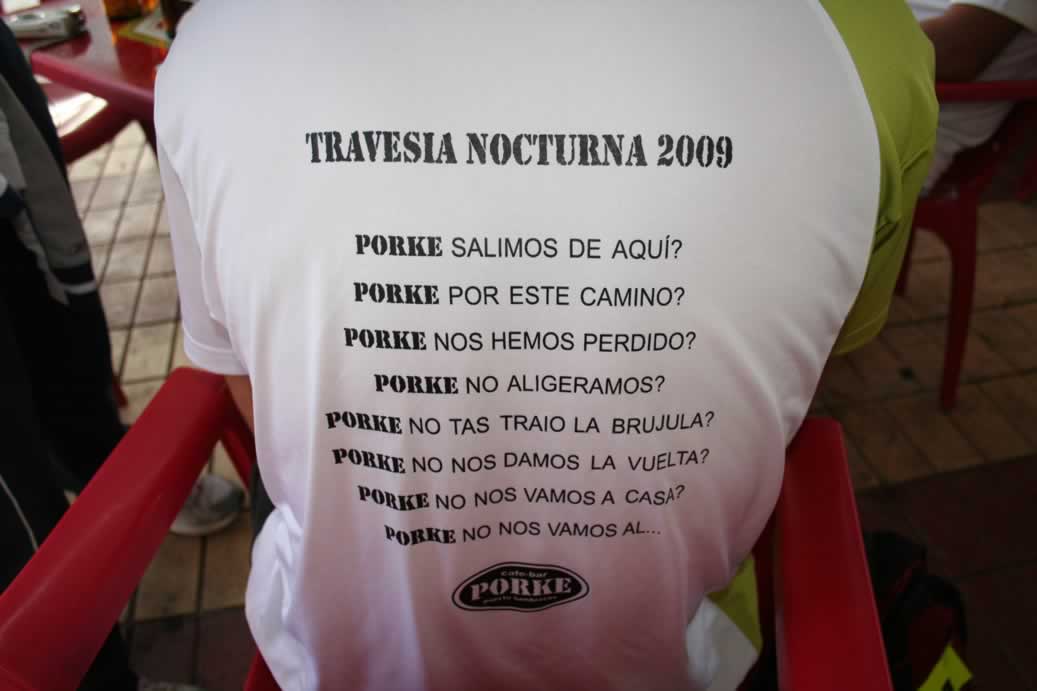 TRAVESIA NOCTURNA 2009
PORKE SALIMOS DE AQUÍ?
PORKE POR ESTE CAMINO?
PORKE NOS HEMOS PERDIDO?
PORKE NO ALIGERAMOS?
PORKE NO TAS TRAIO LA BRUJULA?
PORKE NO NOS DAMOS LA VUELTA?
PORKE NO NOS VAMOS A CASA?
PORKE NO NOS VAMOS AL...
cafe-bar
PORKE